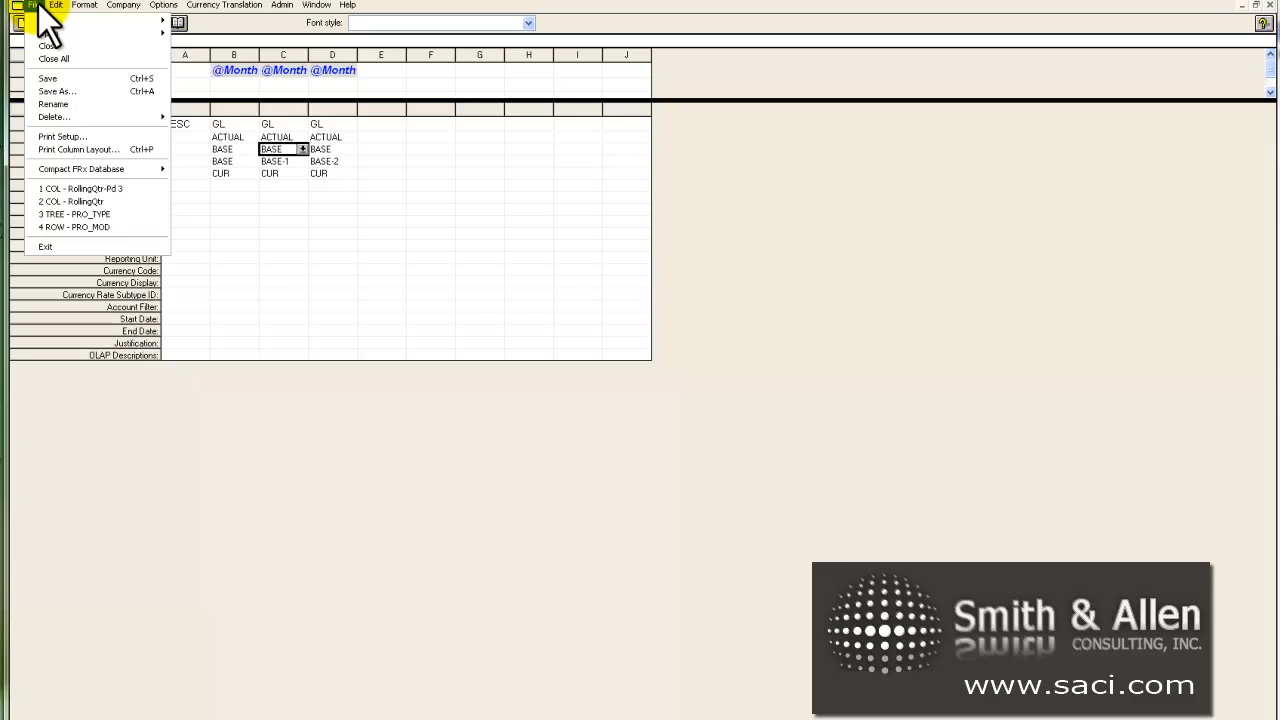 Edit Format Company Options Currency Translation Admin Window Help
Font style:
Close All
Save Ctrl+S
Save As... Ctrl+A
Rename
Delete...
Print Setup...
Print Column Layout... Ctrl+P
Compact FRx Database
1 COL - RollingQtr-Pd 3
2 COL - RollingQtr
3 TREE - PRO_TYPE
4 ROW - PRO_MOD
Exit
A B C D E F G H I J
@Month @Month @Month
ESC GL GL GL
ACTUAL ACTUAL ACTUAL
BASE BASE BASE
BASE BASE-1 BASE-2
CUR CUR CUR
Reporting Unit:
Currency Code:
Currency Display:
Currency Rate Subtype ID:
Account Filter:
Start Date:
End Date:
Justification:
OLAP Descriptions:
Smith & Allen
CONSULTING, INC.
www.saci.com